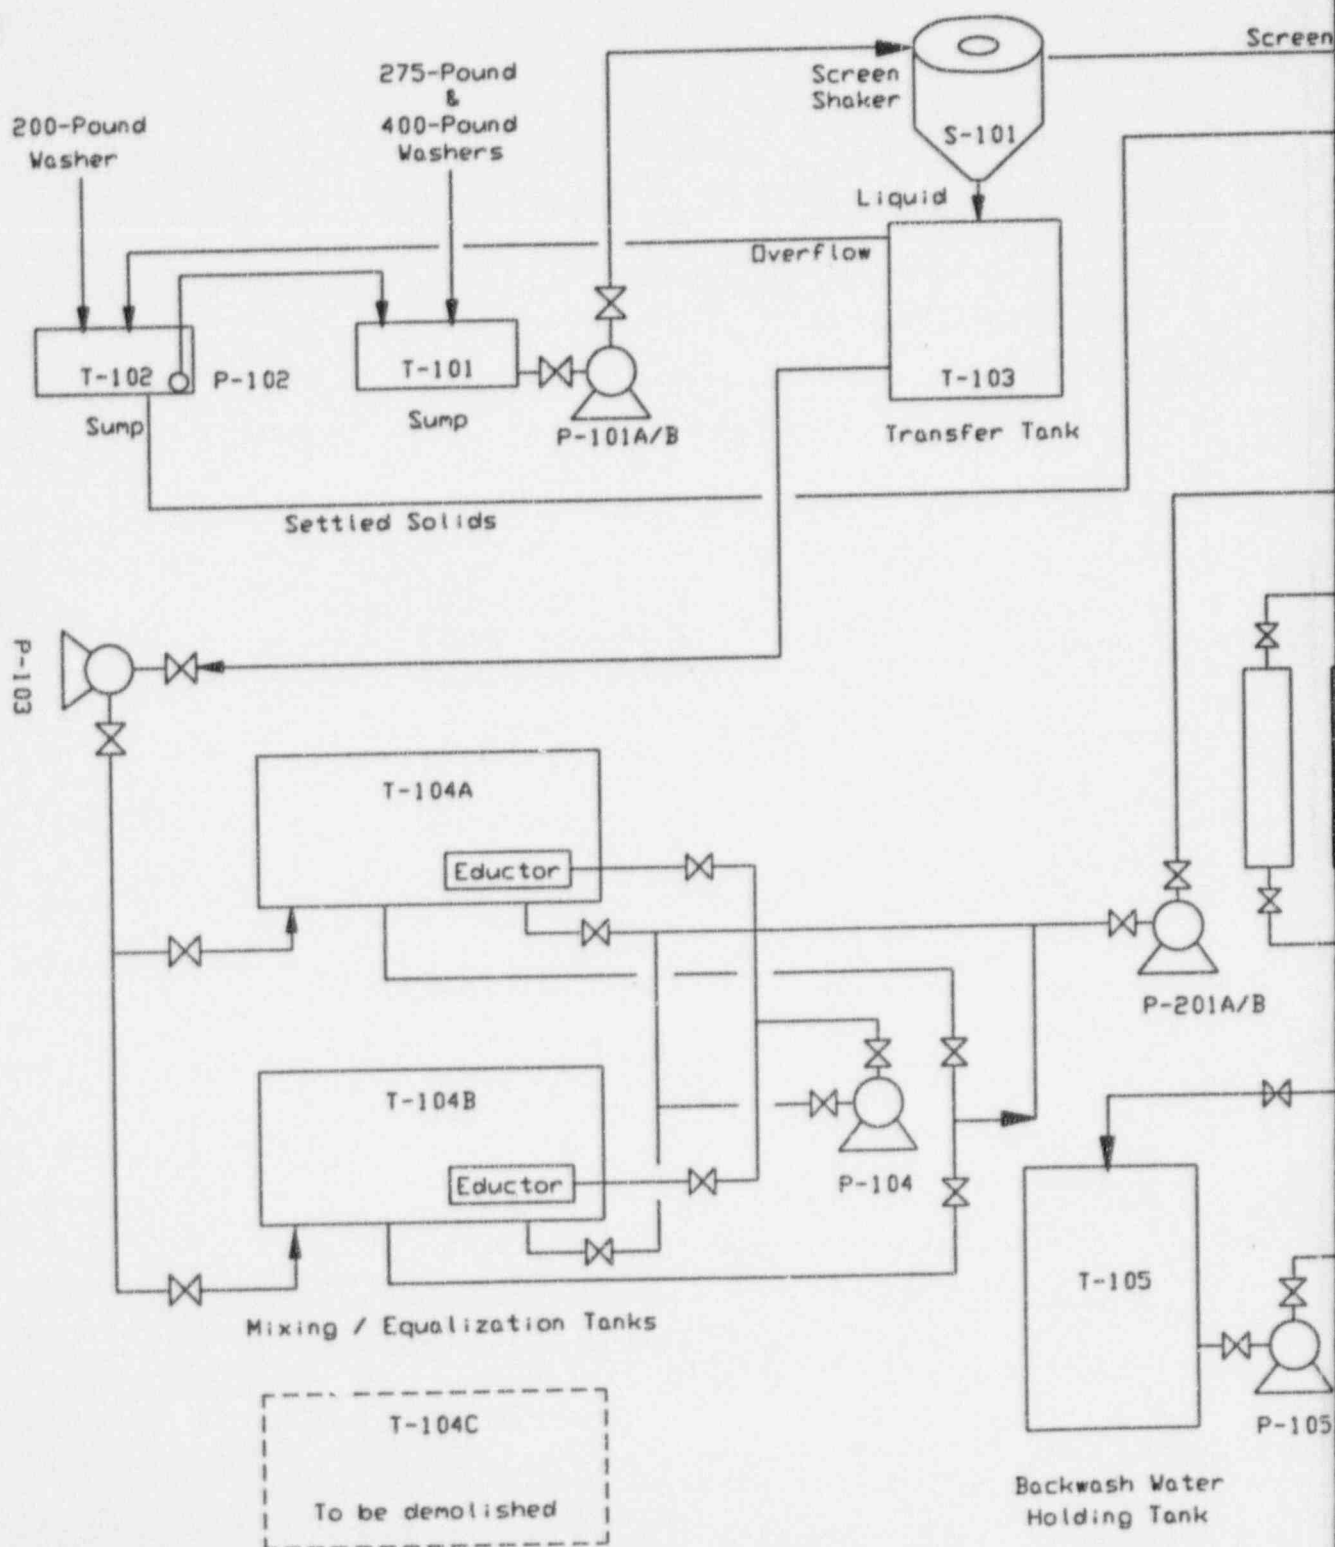 Screen
275-Pound
&
400-Pound
Washers
Screen
Shaker
200-Pound
Washer
S-101
Liquid
Overflow
T-102
P-102
T-101
T-103
Sump
Sump
P-101A/B
Transfer Tank
Settled Solids
P-103
T-104A
Eductor
P-201A/B
T-104B
Eductor
P-104
T-105
Mixing / Equalization Tanks
P-105
T-104C
To be demolished
Backwash Water
Holding Tank